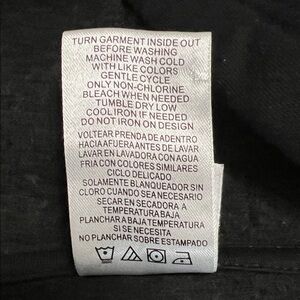 TURN GARMENT INSIDE OUT
BEFORE WASHING
MACHINE WASH COLD
WITH LIKE COLORS
GENTLE CYCLE
ONLY NON-CHLORINE
BLEACH WHEN NEEDED
TUMBLE DRY LOW
COOL IRON IF NEEDED
DO NOT IRON ON DESIGN
VOLTEAR PRENDA DE ADENTRO
HACIA AFUERA ANTES DE LAVAR
LAVAR EN LAVADORA CON AGUA
FRIA CON COLORES SIMILARES
CICLO DELICADO
SOLAMENTE BLANQUEADOR SIN
CLORO CUANDO SEA NECESARIO
SECAR EN SECADORA A
TEMPERATURA BAJA
PLANCHAR A BAJA TEMPERATURA
SI SE NECESITA
NO PLANCHAR SOBRE ESTAMPADO